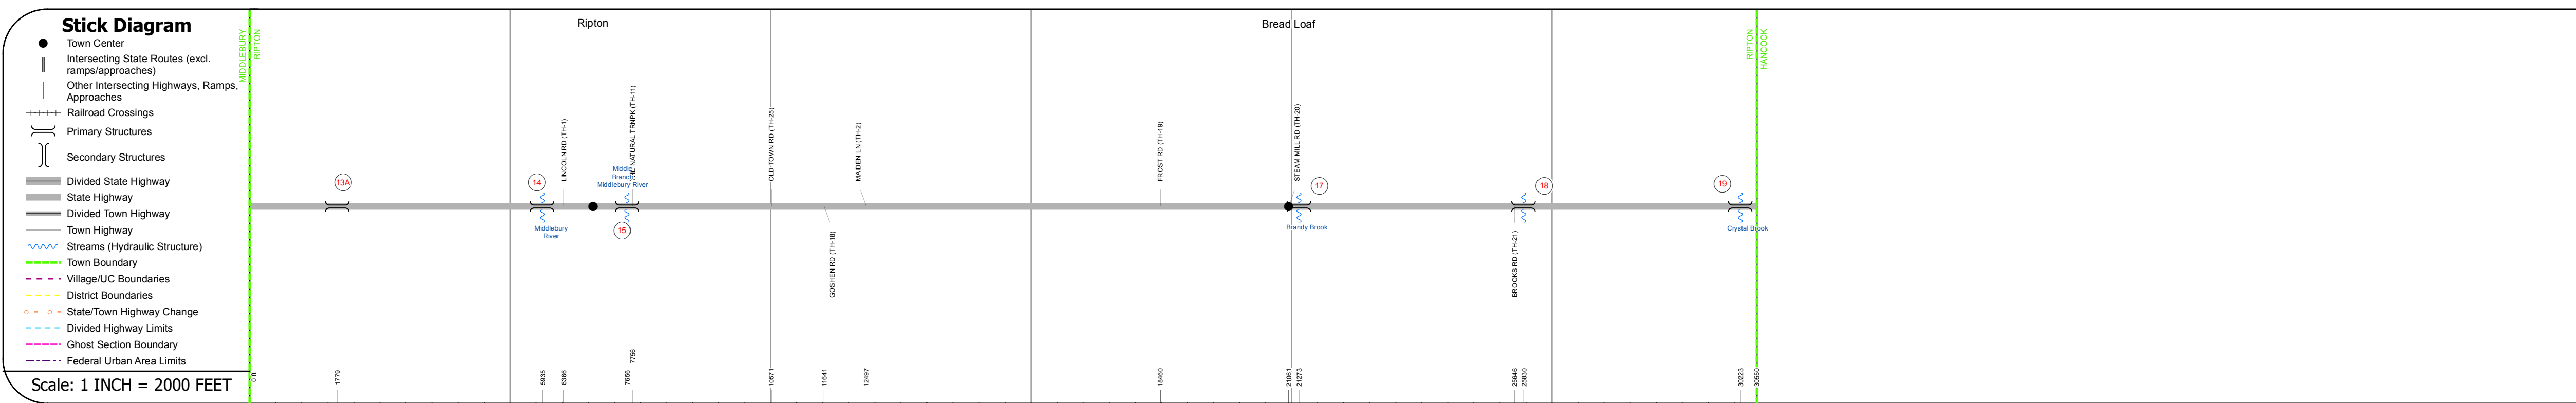 Stick Diagram
Town Center
Intersecting State Routes (excl.
ramps/approaches)
Other Intersecting Highways, Ramps,
Approaches
Railroad Crossings
Primary Structures
Secondary Structures
Divided State Highway
State Highway
Divided Town Highway
Town Highway
Streams (Hydraulic Structure)
Town Boundary
Village/UC Boundaries
District Boundaries
State/Town Highway Change
Divided Highway Limits
Ghost Section Boundary
Federal Urban Area Limits
Scale: 1 INCH = 2000 FEET
MIDDLEBURY
RIPTON
Ripton
Bread Loaf
RIPTON
HANCOCK
13A
14
LINCOLN RD (TH-1)
NATURAL TRNPK (TH-11)
Middle
Branch
Middlebury River
OLD TOWN RD (TH-25)
MAIDEN LN (TH-2)
FROST RD (TH-19)
STEAM MILL RD (TH-20)
17
18
19
Middlebury
River
15
GOSHEN RD (TH-18)
Brandy Brook
BROOKS RD (TH-21)
Crystal Brook
0 ft
1779
5935
6366
7656
7756
10571
11641
12497
18460
21061
21273
25646
25830
30223
30550